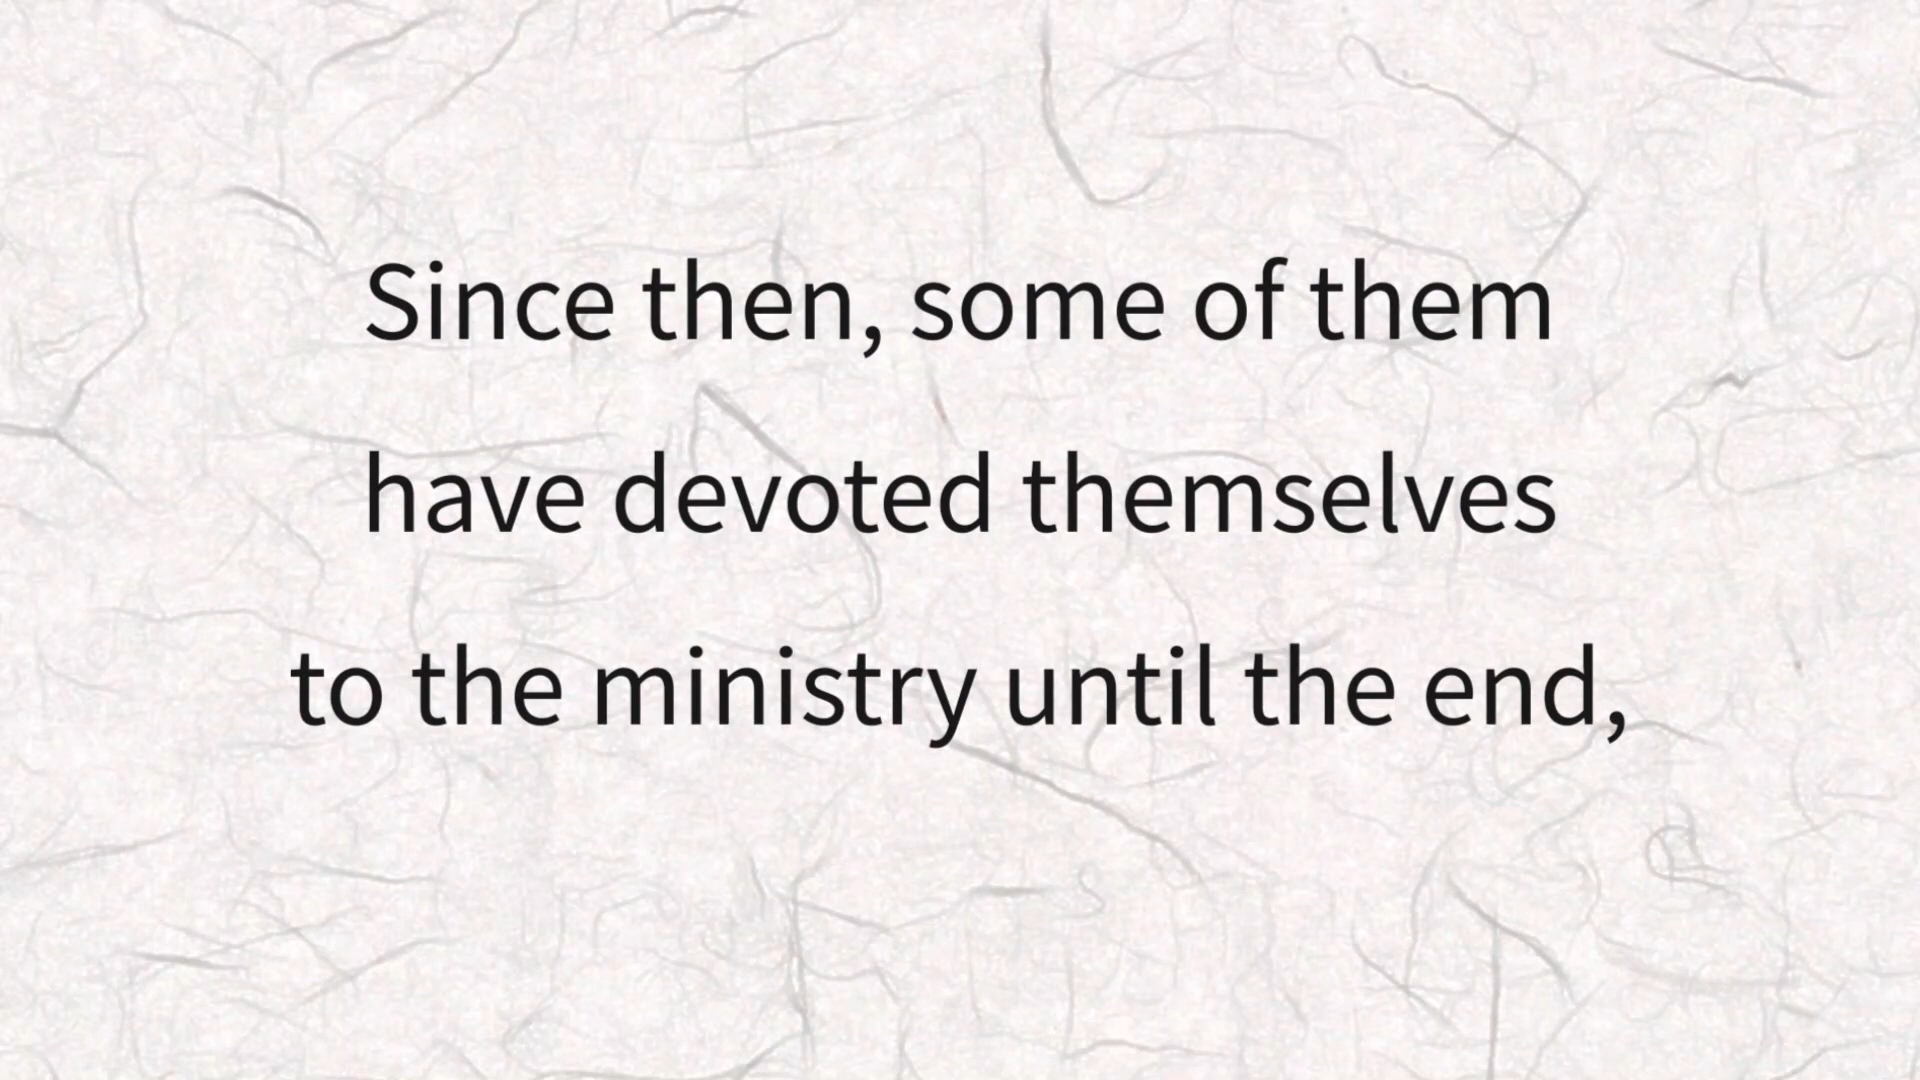 Since then, some of them
have devoted themselves
to the ministry until the end,